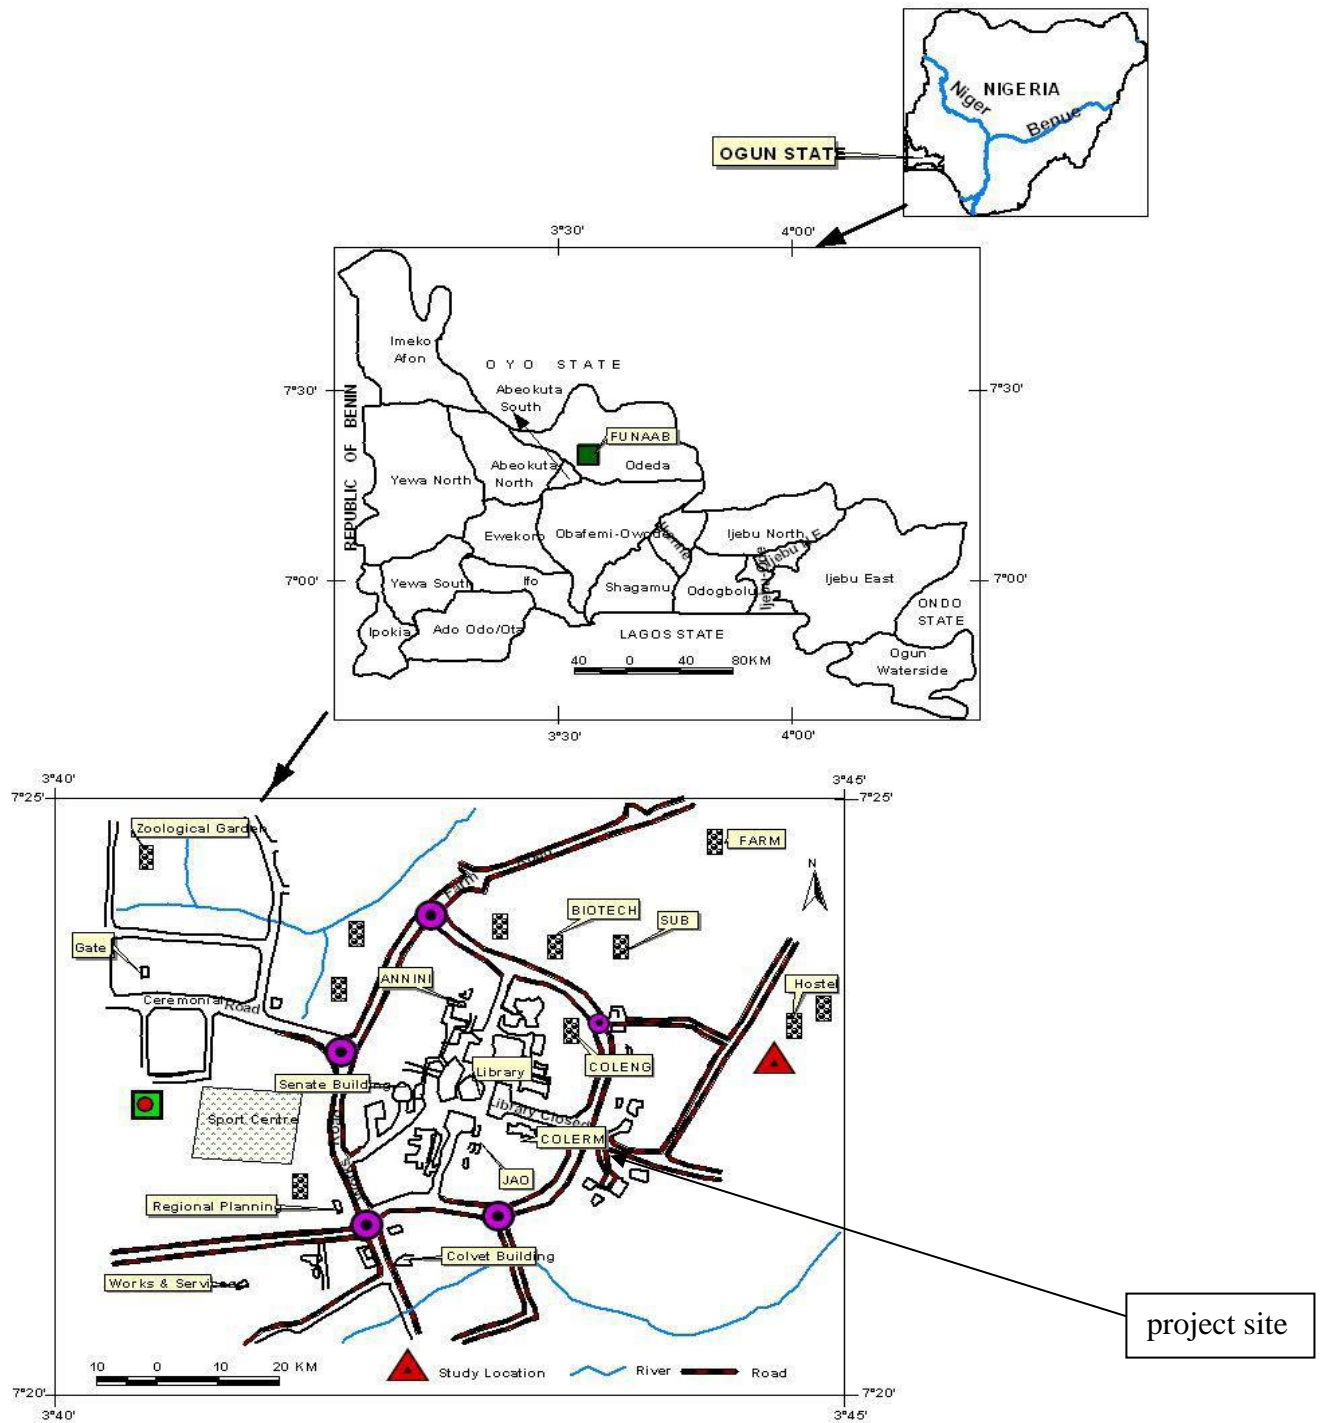 NIGERIA
Niger
Benue
OGUN STATE
3°30'
4°00'
Imeko
Afon
OYO STATE
7°30'
7°30'
Abeokuta
South
REPUBLIC OF BENIN
FUNAAB
Yewa North
Abeokuta
North
Odeda
Ewekoro
Obafemi-Owode
Ijebu North
Ijebu N.E
7°00'
7°00'
Yewa South
Ifo
Shagamu
Odogbolu
Ijebu East
ONDO
STATE
Ipokia
Ado Odo/Ota
LAGOS STATE
Ogun
Waterside
40 0 40 80KM
3°30'
4°00'
3°40'
3°45'
7°25'
7°25'
Zoological Garden
FARM
Farm
N
BIOTECH
SUB
Gate
ANNINI
Hostel
Ceremonial Road
Library
COLENG
Senate Building
Sport Centre
Road
Library Closed
COLERM
JAO
Regional Planning
Colvet Building
Works & Services
project site
10 0 10 20 KM
Study Location
River
Road
7°20'
7°20'
3°40'
3°45'